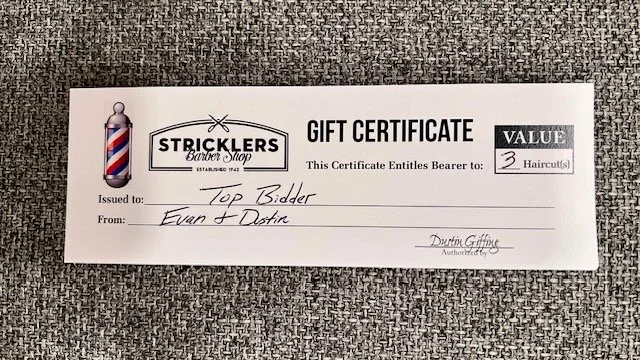 STRICKLERS
Barber Shop
ESTABLISHED 1942
GIFT CERTIFICATE
This Certificate Entitles Bearer to:
VALUE
3 Haircut(s)
Issued to: Top Bidder
From: Evan & Dustin
Dustin Giffing
Authorized by